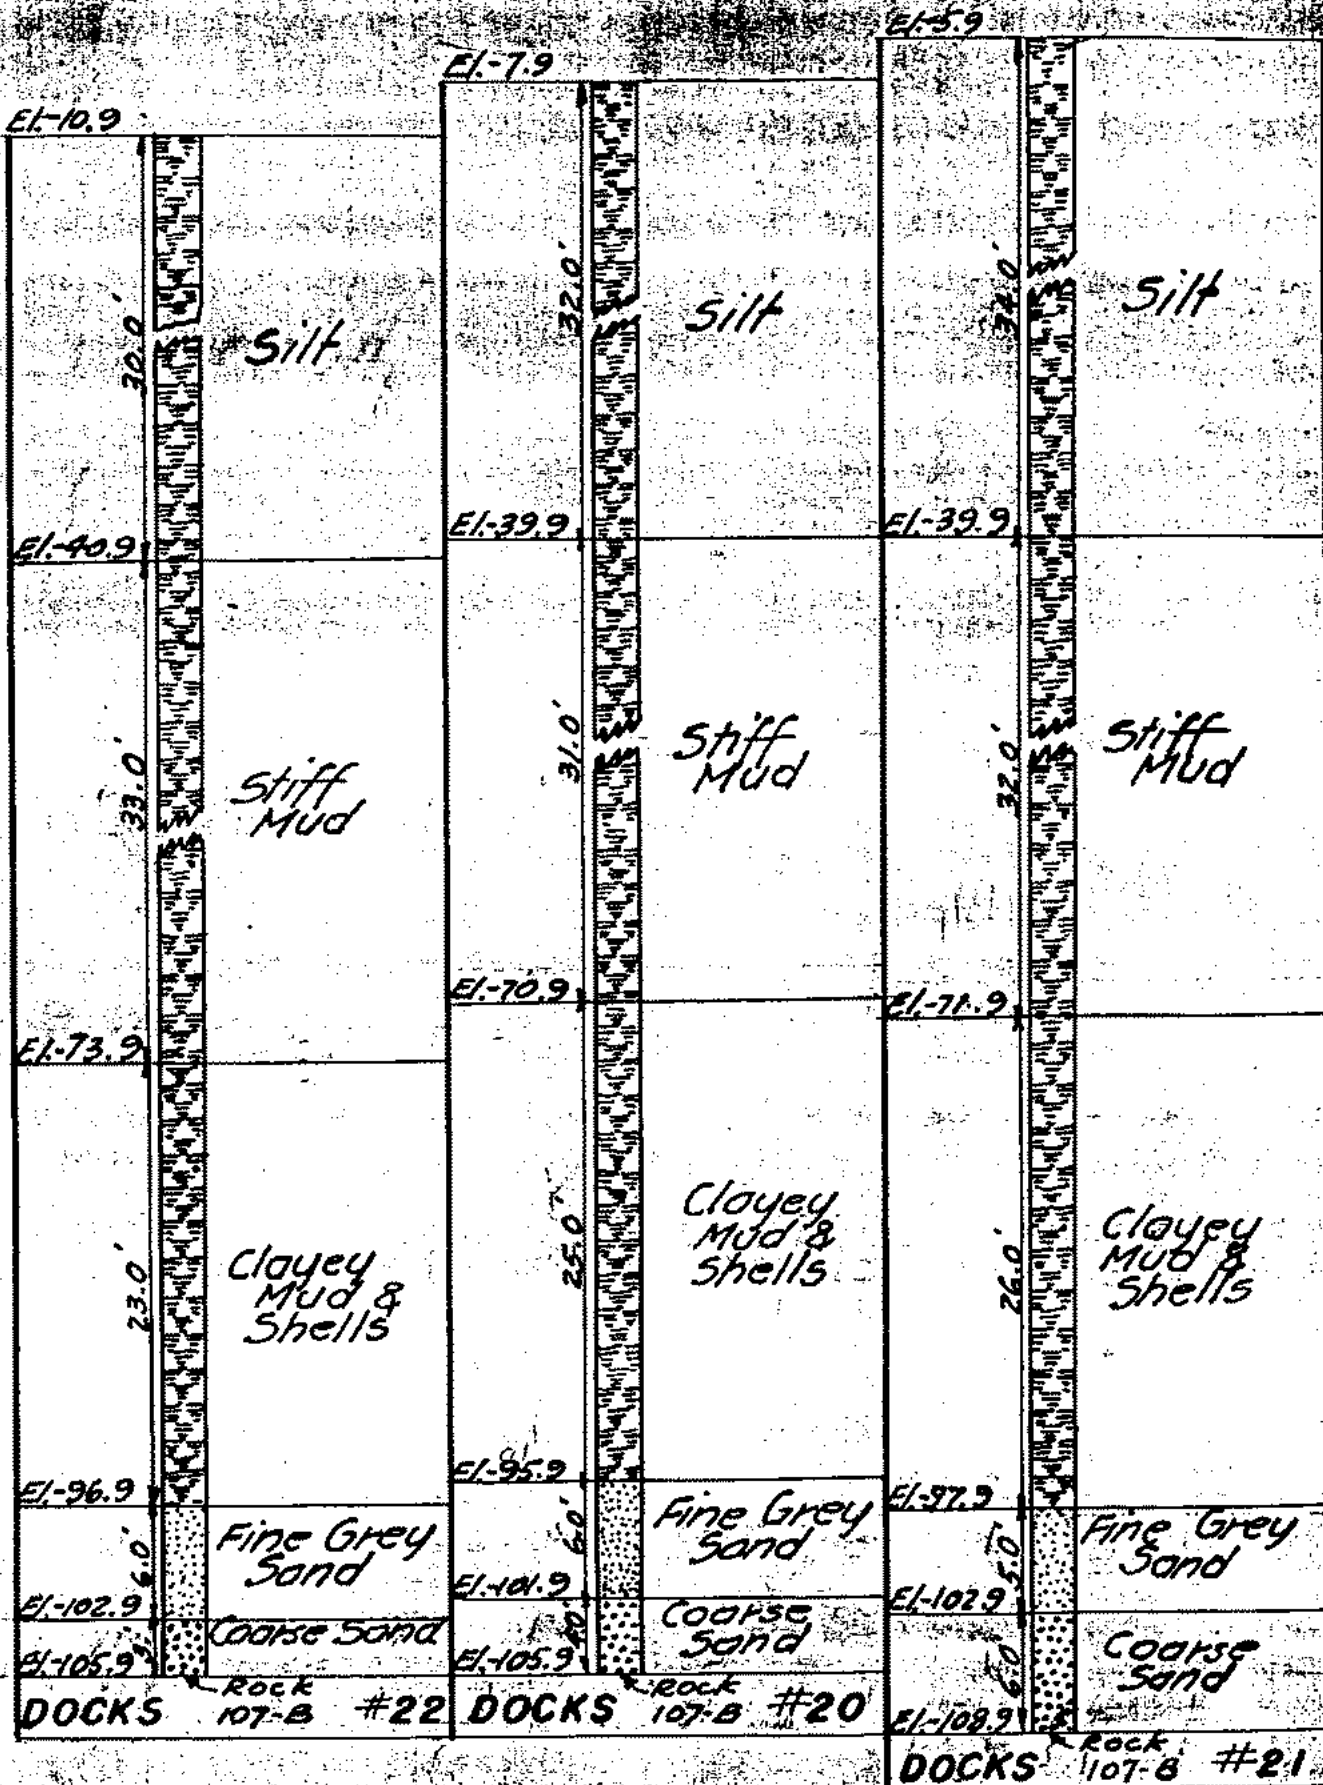 El.-10.9
30.0'
Silt
El.-40.9
33.0'
Stiff
Mud
El.-73.9
23.0'
Clayey
Mud &
Shells
El.-96.9
6.0'
Fine Grey
Sand
El.-102.9
Coarse Sand
El.-105.9
Rock
DOCKS 107-B #22
El.-7.9
32.0'
Silt
El.-39.9
31.0'
Stiff
Mud
El.-70.9
25.0'
Clayey
Mud &
Shells
El.-95.9
6.0'
Fine Grey
Sand
El.-101.9
4.0'
Coarse
Sand
El.-105.9
Rock
DOCKS 107-B #20
El.-5.9
34.0'
Silt
El.-39.9
32.0'
Stiff
Mud
El.-71.9
26.0'
Clayey
Mud &
Shells
El.-97.9
5.0'
Fine Grey
Sand
El.-102.9
6.0'
Coarse
Sand
El.-108.9
Rock
DOCKS 107-B #21